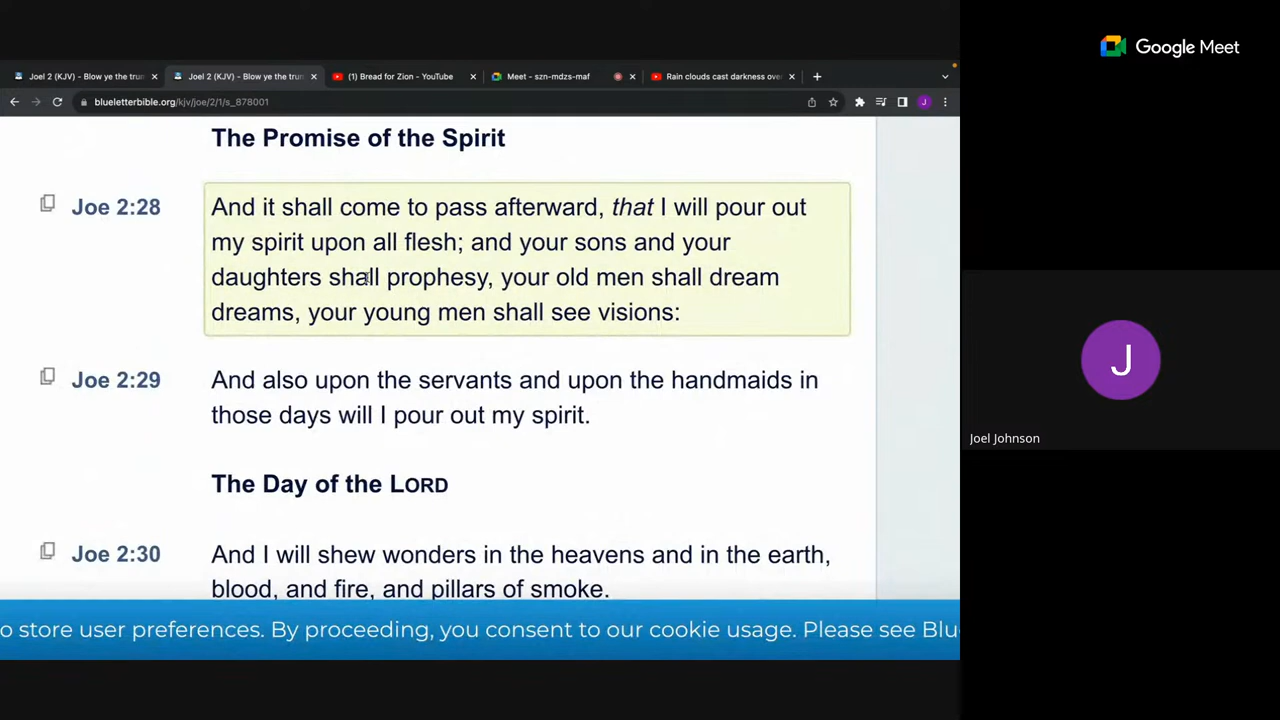 Google Meet
Joel 2 (KJV) - Blow ye the trun
Joel 2 (KJV) - Blow ye the trun
(1) Bread for Zion - YouTube
Meet - szn-mdzs-maf
Rain clouds cast darkness ove
blueletterbible.org/kjv/joe/2/1/s_878001
J
The Promise of the Spirit
Joe 2:28
And it shall come to pass afterward, that I will pour out
my spirit upon all flesh; and your sons and your
daughters shall prophesy, your old men shall dream
dreams, your young men shall see visions:
Joe 2:29
And also upon the servants and upon the handmaids in
those days will I pour out my spirit.
The Day of the LORD
Joe 2:30
And I will shew wonders in the heavens and in the earth,
blood, and fire, and pillars of smoke.
o store user preferences. By proceeding, you consent to our cookie usage. Please see Blu
J
Joel Johnson